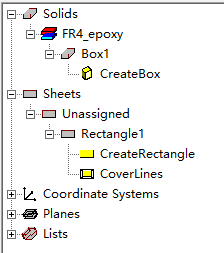 Solids
FR4_epoxy
Box1
CreateBox
Sheets
Unassigned
Rectangle1
CreateRectangle
CoverLines
Coordinate Systems
Planes
Lists